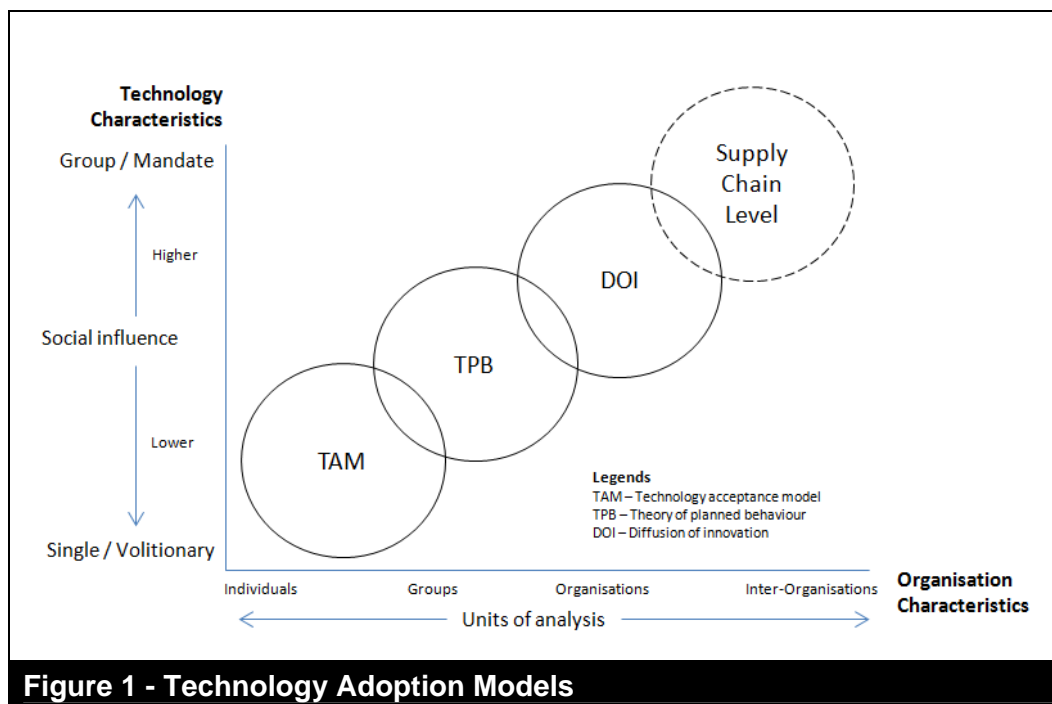 Technology
Characteristics
Group / Mandate
Higher
Social influence
Lower
Single / Volitionary
TAM
TPB
DOI
Supply
Chain
Level
Legends
TAM – Technology acceptance model
TPB – Theory of planned behaviour
DOI – Diffusion of innovation
Individuals
Groups
Organisations
Inter-Organisations
Units of analysis
Organisation
Characteristics
Figure 1 - Technology Adoption Models